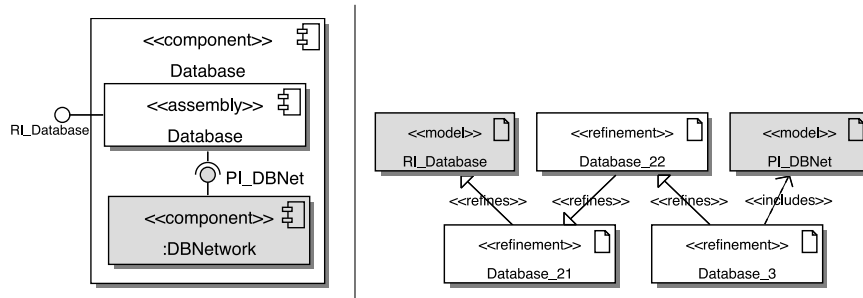 <<component>>
Database
<<assembly>>
Database
RI_Database
PI_DBNet
<<component>>
:DBNetwork
<<model>>
RI_Database
<<refinement>>
Database_22
<<model>>
PI_DBNet
<<refines>>
<<refines>>
<<refines>>
<<includes>>
<<refinement>>
Database_21
<<refinement>>
Database_3